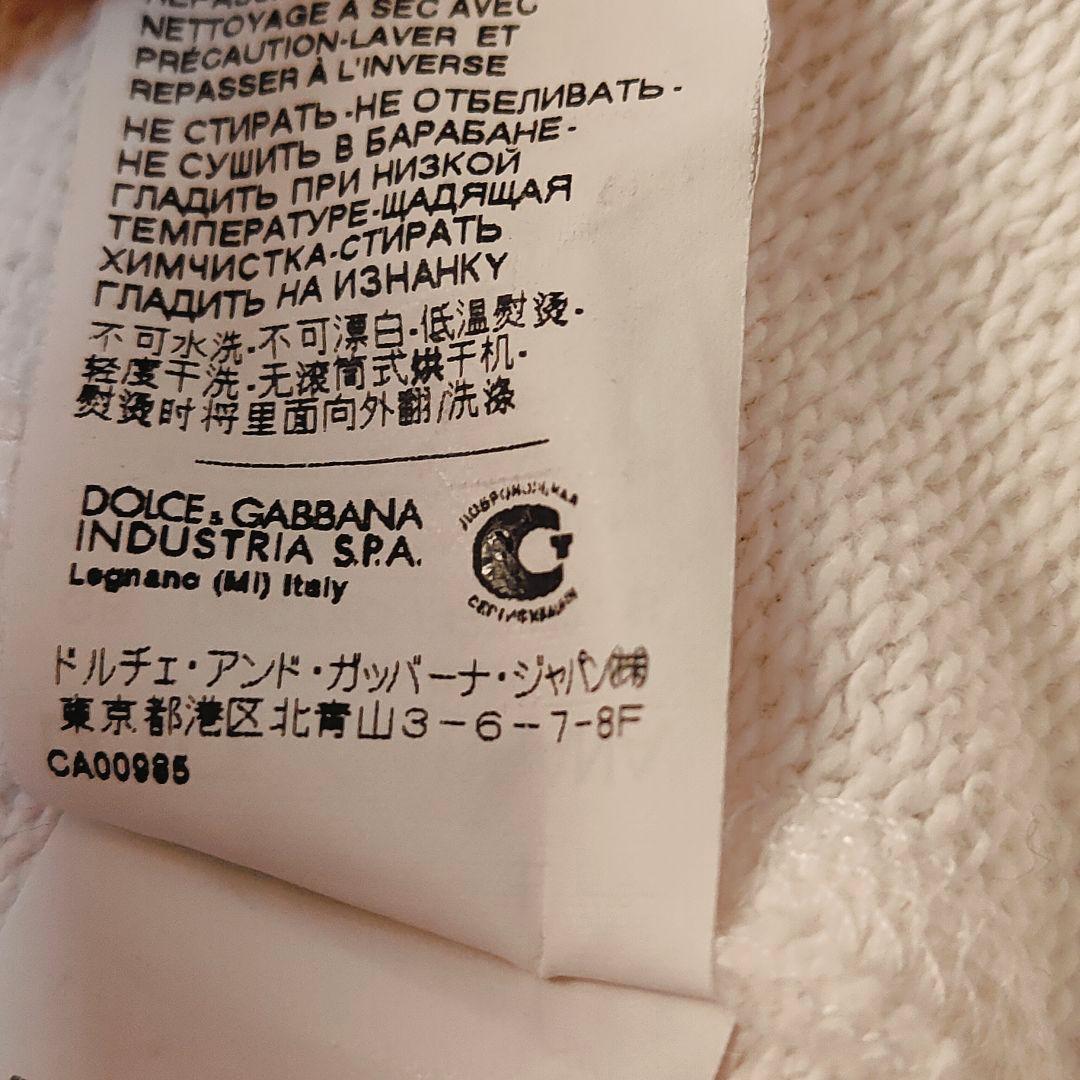 NETTOYAGE A SEC AVEC
PRÉCAUTION-LAVER ET
REPASSER À L'INVERSE
НЕ СТИРАТЬ-НЕ ОТБЕЛИВАТЬ-
НЕ СУШИТЬ В БАРАБАНЕ-
ГЛАДИТЬ ПРИ НИЗКОЙ
ТЕМПЕРАТУРЕ-ЩАДЯЩАЯ
ХИМЧИСТКА-СТИРАТЬ
ГЛАДИТЬ НА ИЗНАНКУ
不可水洗.不可漂白.低温熨烫.
轻度干洗.无滚筒式烘干机.
熨烫时将里面向外翻/洗涤
DOLCE & GABBANA
INDUSTRIA S.P.A.
Legnano (MI) Italy
ドルチェ・アンド・ガッバーナ・ジャパン㈱
東京都港区北青山3-6-7-8F
CA00985